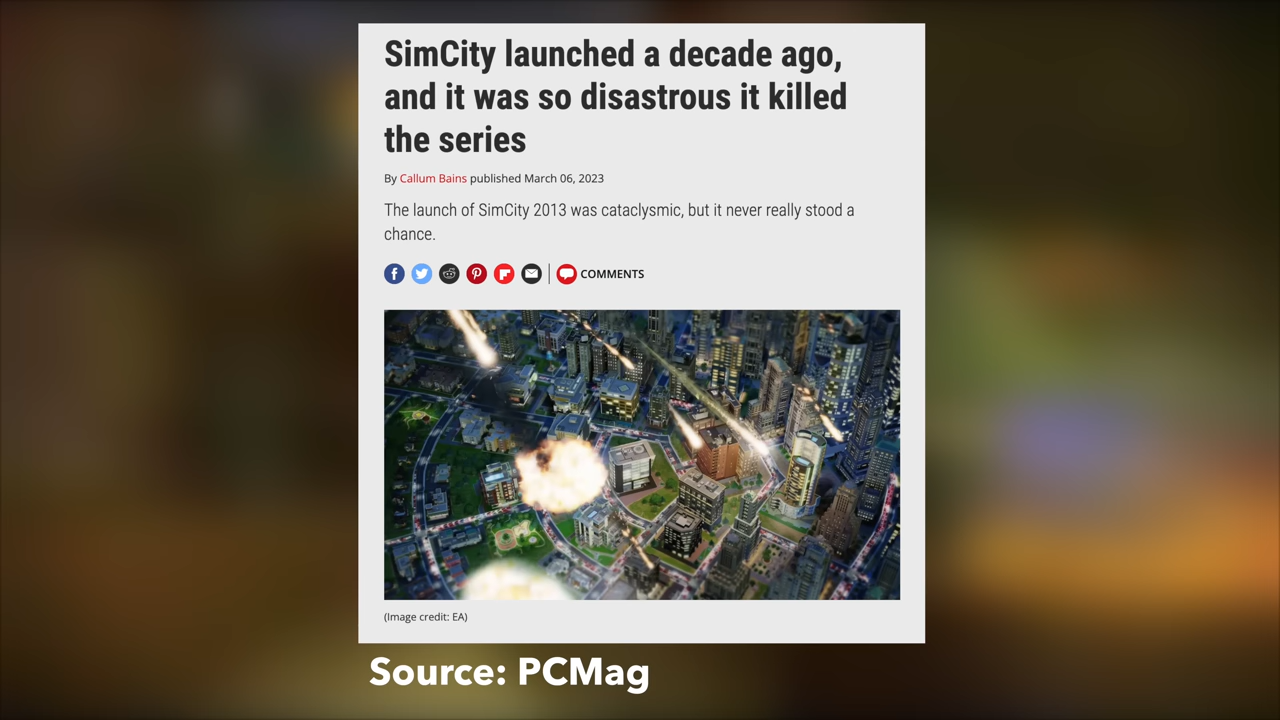 SimCity launched a decade ago,
and it was so disastrous it killed
the series
By Callum Bains published March 06, 2023
The launch of SimCity 2013 was cataclysmic, but it never really stood a
chance.
COMMENTS
(Image credit: EA)
Source: PCMag